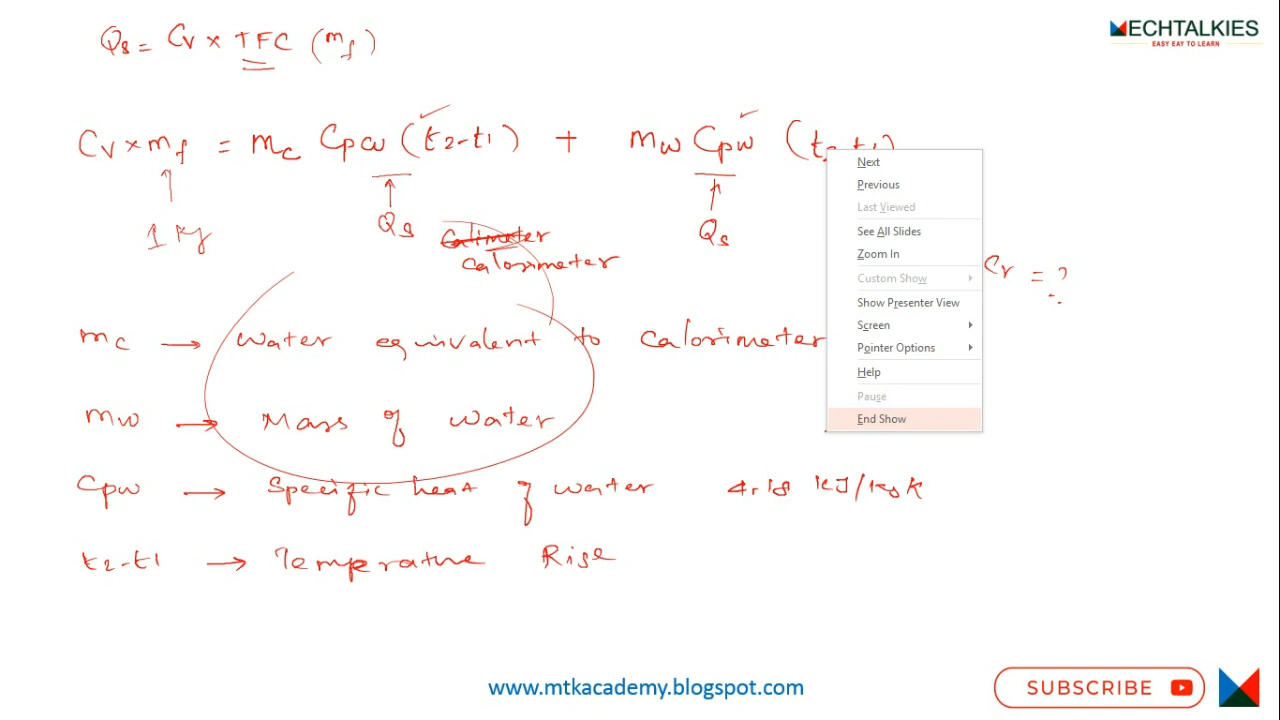 Qs = Cv × TFC (mf)
MECHTALKIES
EASY EAY TO LEARN
Cv × mf = mc Cpw (t2-t1) + mw Cpw (t2-t1)
1 Kg
Qs
Qs
Calimeter
calorimeter
Cv = ?
mc → water equivalent to calorimeter
mw → Mass of water
Cpw → Specific heat of water 4.18 KJ/KgK
t2-t1 → Temperature Rise
Next
Previous
Last Viewed
See All Slides
Zoom In
Custom Show
Show Presenter View
Screen
Pointer Options
Help
Pause
End Show
www.mtkacademy.blogspot.com
SUBSCRIBE